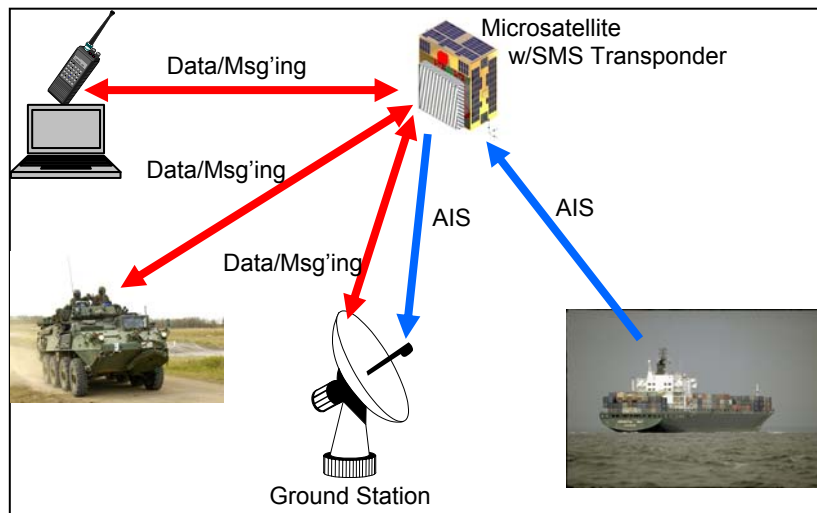 Microsatellite
w/SMS Transponder
Data/Msg'ing
Data/Msg'ing
AIS
AIS
Data/Msg'ing
Ground Station